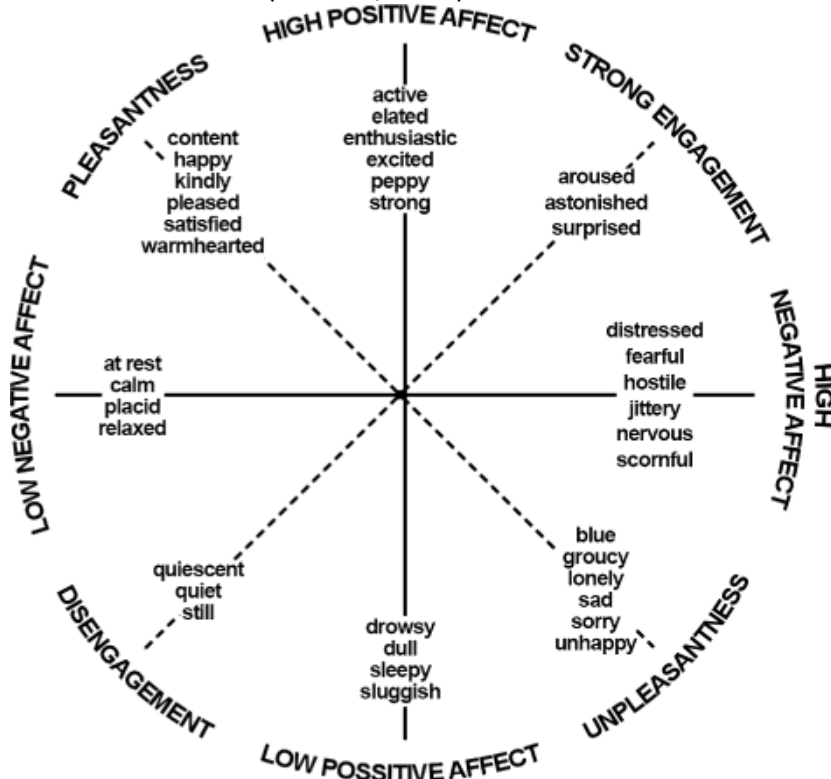 HIGH POSITIVE AFFECT
STRONG ENGAGEMENT
PLEASANTNESS
active
elated
enthusiastic
excited
peppy
strong
content
happy
kindly
pleased
satisfied
warmhearted
aroused
astonished
surprised
LOW NEGATIVE AFFECT
HIGH
NEGATIVE AFFECT
distressed
fearful
hostile
jittery
nervous
scornful
at rest
calm
placid
relaxed
quiescent
quiet
still
blue
groucy
lonely
sad
sorry
unhappy
drowsy
dull
sleepy
sluggish
DISENGAGEMENT
UNPLEASANTNESS
LOW POSSITIVE AFFECT